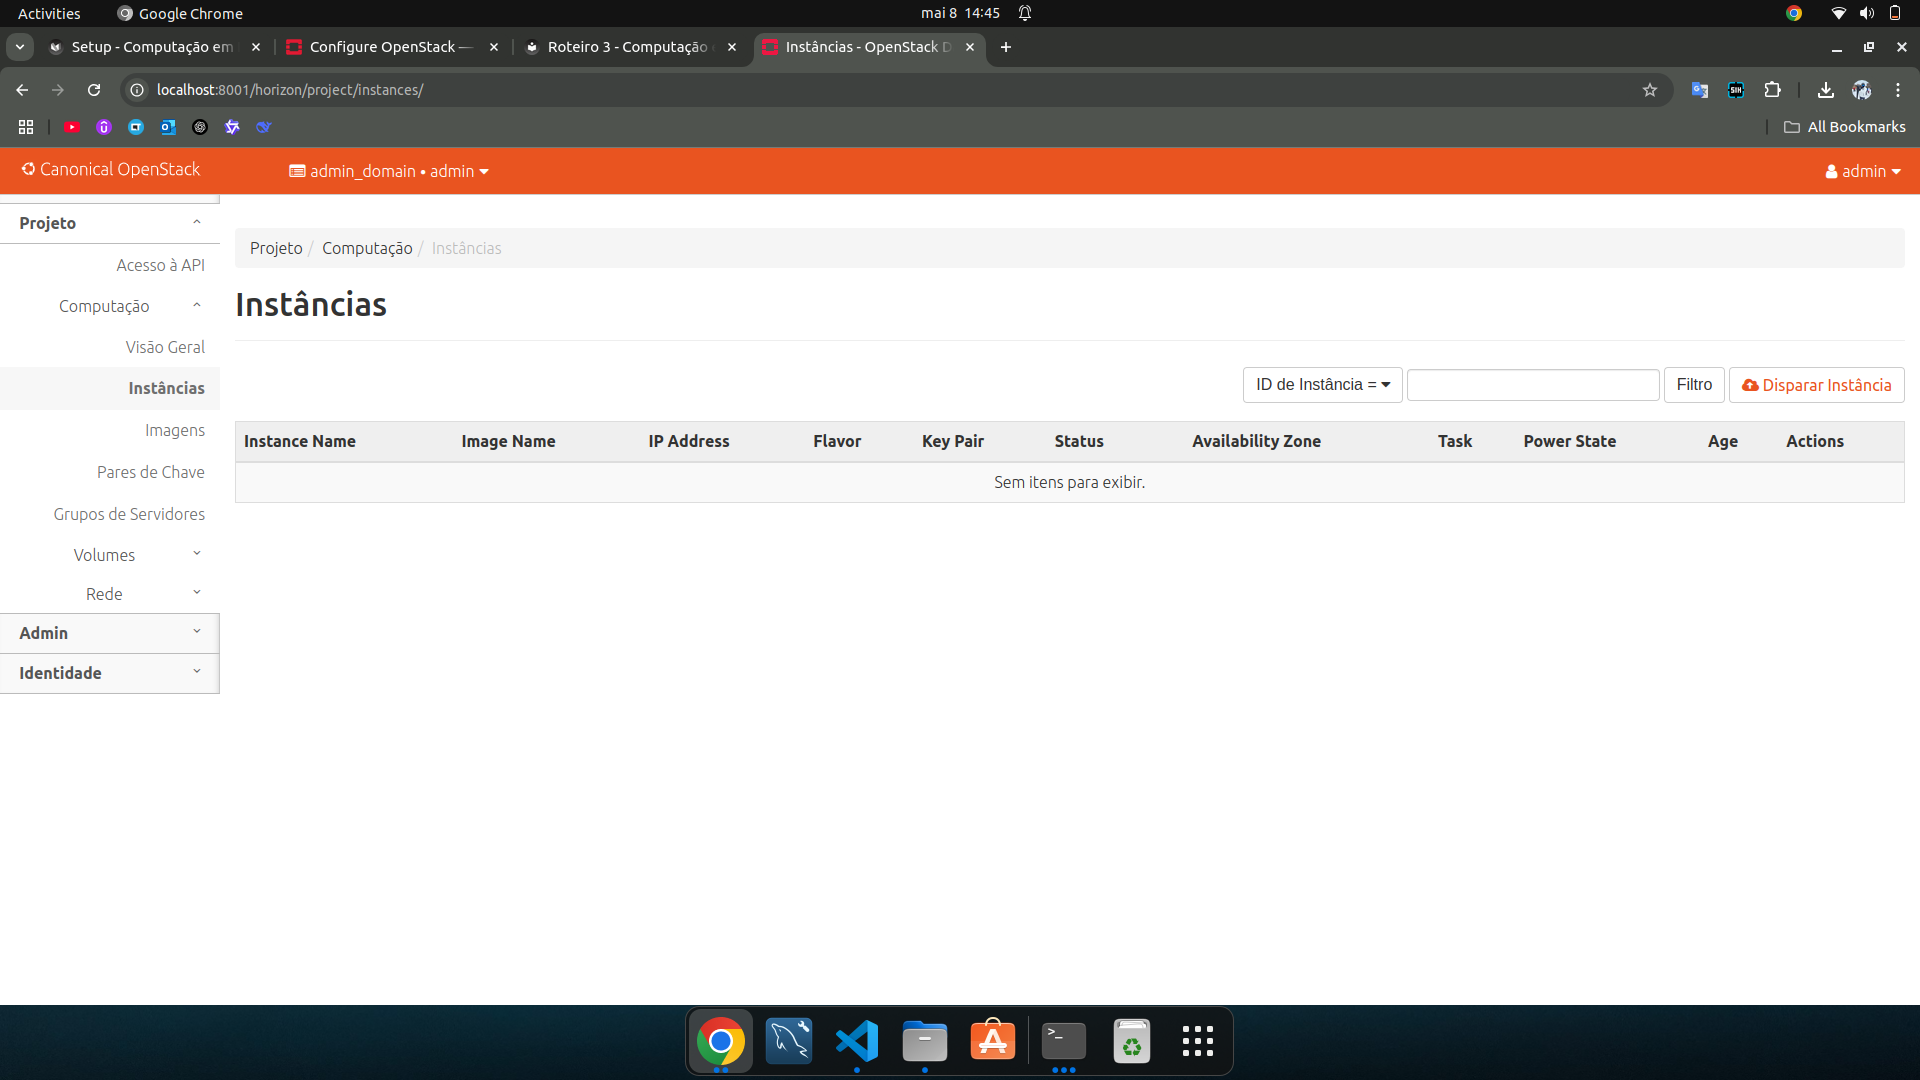 Activities
Google Chrome
mai 8 14:45
Setup - Computação em
Configure OpenStack —
Roteiro 3 - Computação
Instâncias - OpenStack D
localhost:8001/horizon/project/instances/
All Bookmarks
Canonical OpenStack
admin_domain • admin
admin
Projeto
Acesso à API
Computação
Visão Geral
Instâncias
Imagens
Pares de Chave
Grupos de Servidores
Volumes
Rede
Admin
Identidade
Projeto / Computação / Instâncias
Instâncias
ID de Instância =
Filtro
Disparar Instância
Instance Name Image Name IP Address Flavor Key Pair Status Availability Zone Task Power State Age Actions
Sem itens para exibir.